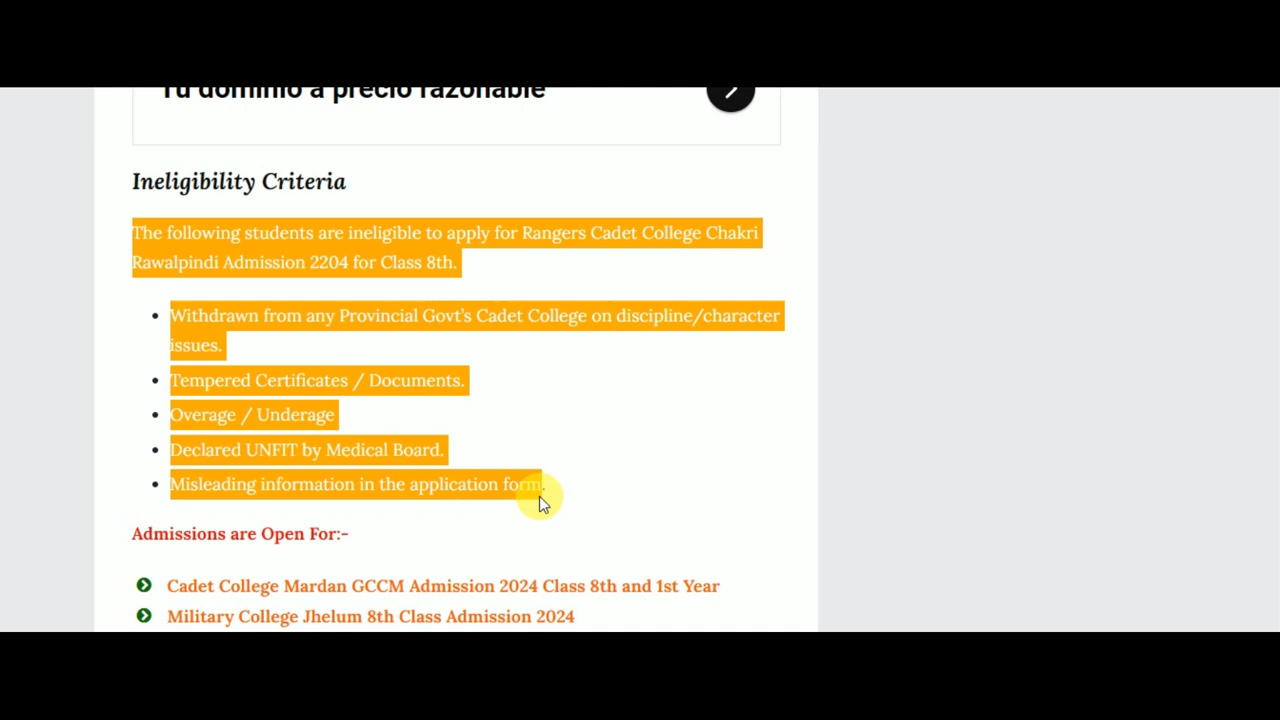 Tu dominio a precio razonable
Ineligibility Criteria
The following students are ineligible to apply for Rangers Cadet College Chakri
Rawalpindi Admission 2204 for Class 8th.
Withdrawn from any Provincial Govt's Cadet College on discipline/character
issues.
Tempered Certificates / Documents.
Overage / Underage
Declared UNFIT by Medical Board.
Misleading information in the application form.
Admissions are Open For:-
Cadet College Mardan GCCM Admission 2024 Class 8th and 1st Year
Military College Jhelum 8th Class Admission 2024